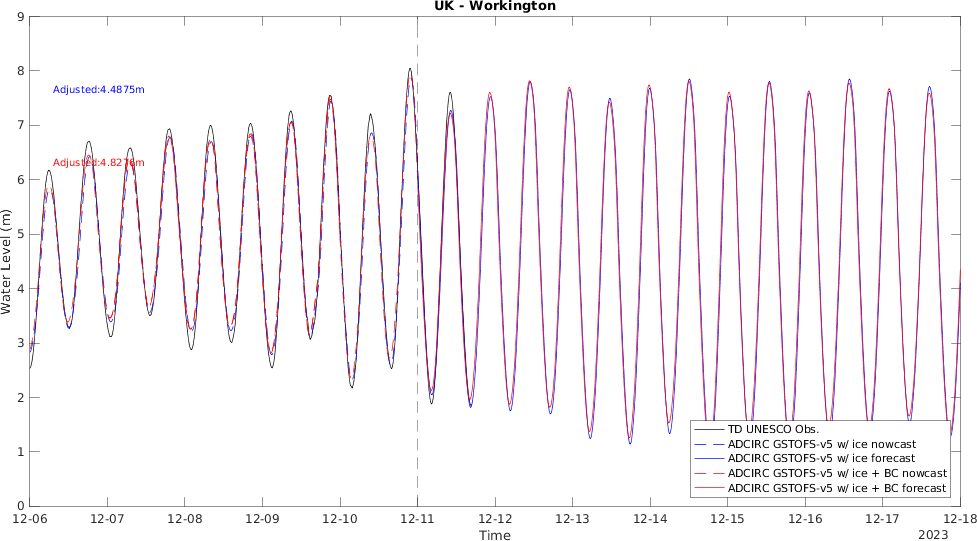 UK - Workington
9
8
7
6
5
4
3
2
1
0
Water Level (m)
Adjusted:4.4875m
Adjusted:4.8276m
TD UNESCO Obs.
ADCIRC GSTOFS-v5 w/ ice nowcast
ADCIRC GSTOFS-v5 w/ ice forecast
ADCIRC GSTOFS-v5 w/ ice + BC nowcast
ADCIRC GSTOFS-v5 w/ ice + BC forecast
12-06 12-07 12-08 12-09 12-10 12-11 12-12 12-13 12-14 12-15 12-16 12-17 12-18
Time
2023